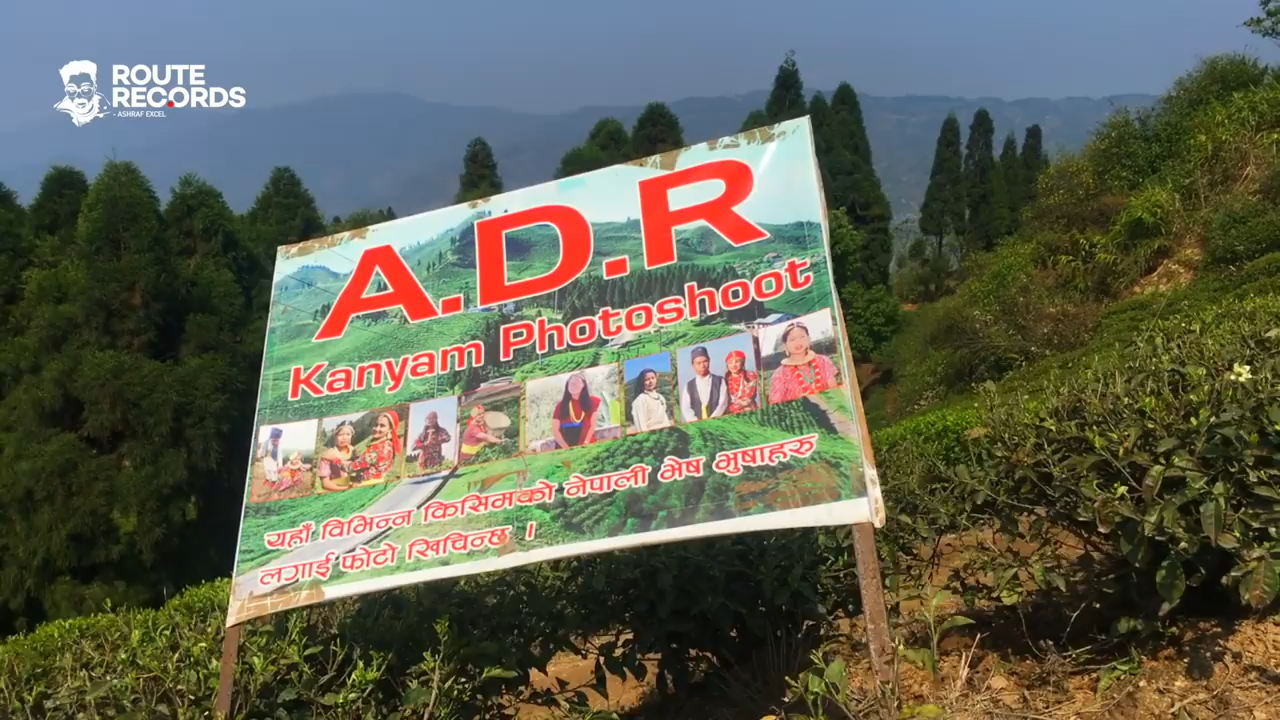 ROUTE
RECORDS
- ASHRAF EXCEL
A.D.R
Kanyam Photoshoot
यहाँ विभिन्न किसिमको नेपाली भेष भुषाहरु
लगाई फोटो खिचिन्छ ।